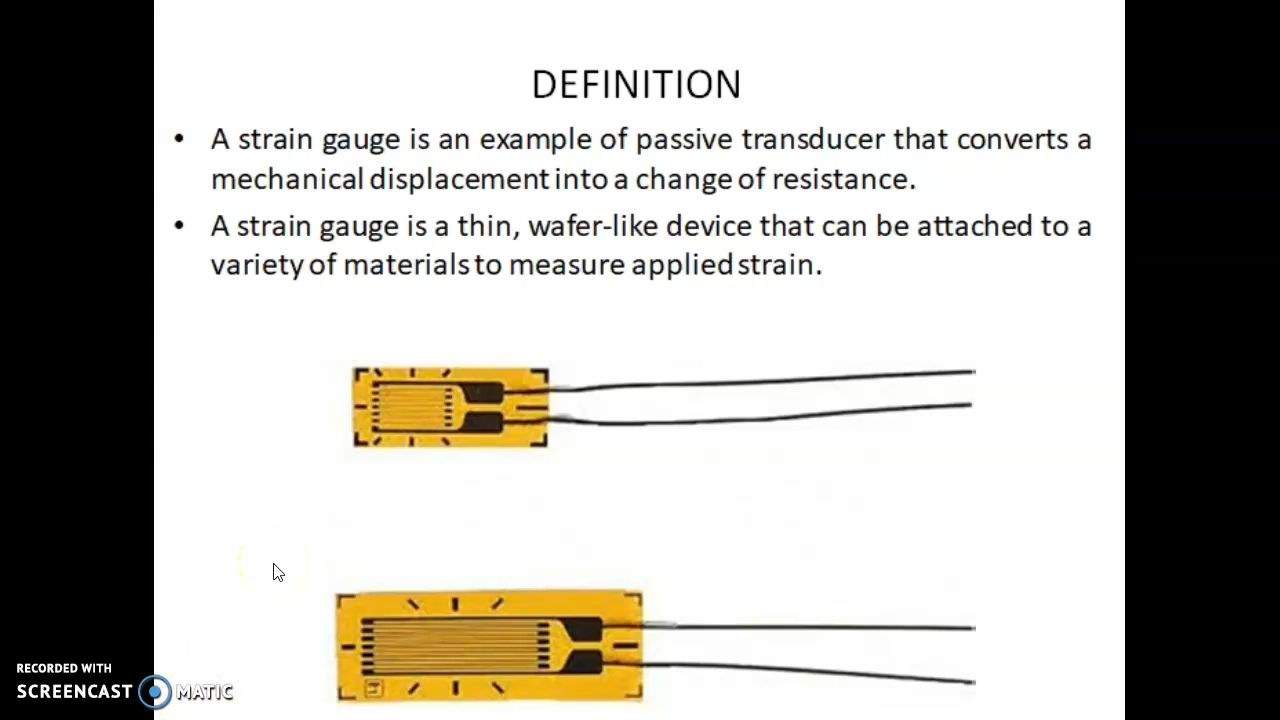 DEFINITION
• A strain gauge is an example of passive transducer that converts a
mechanical displacement into a change of resistance.
• A strain gauge is a thin, wafer-like device that can be attached to a
variety of materials to measure applied strain.
RECORDED WITH
SCREENCAST MATIC